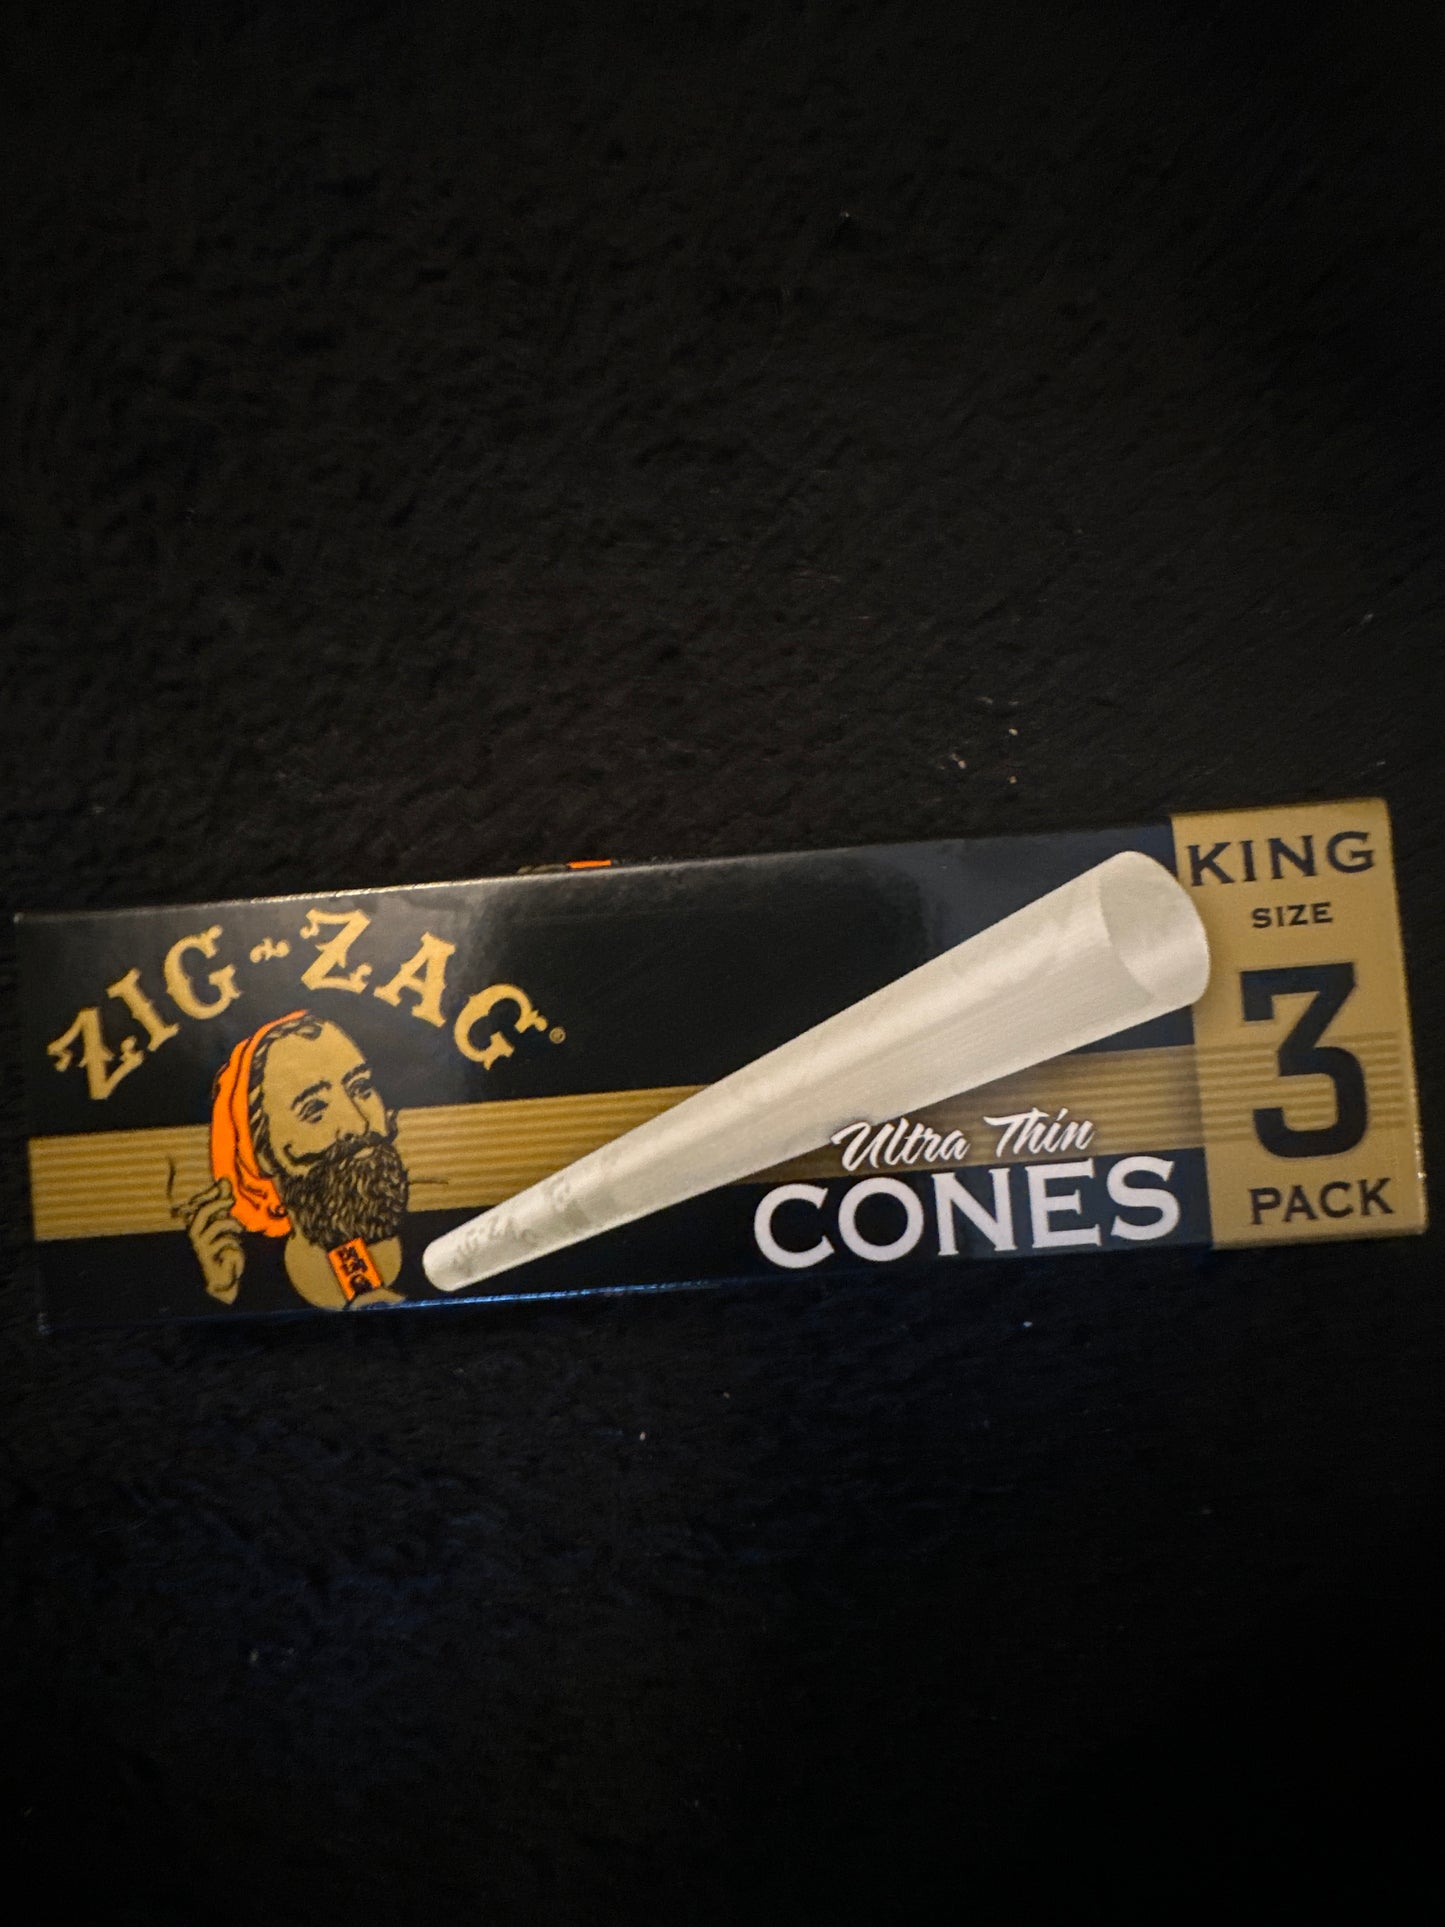 ZIG-ZAG®
Ultra Thin
CONES
KING
SIZE
3
PACK